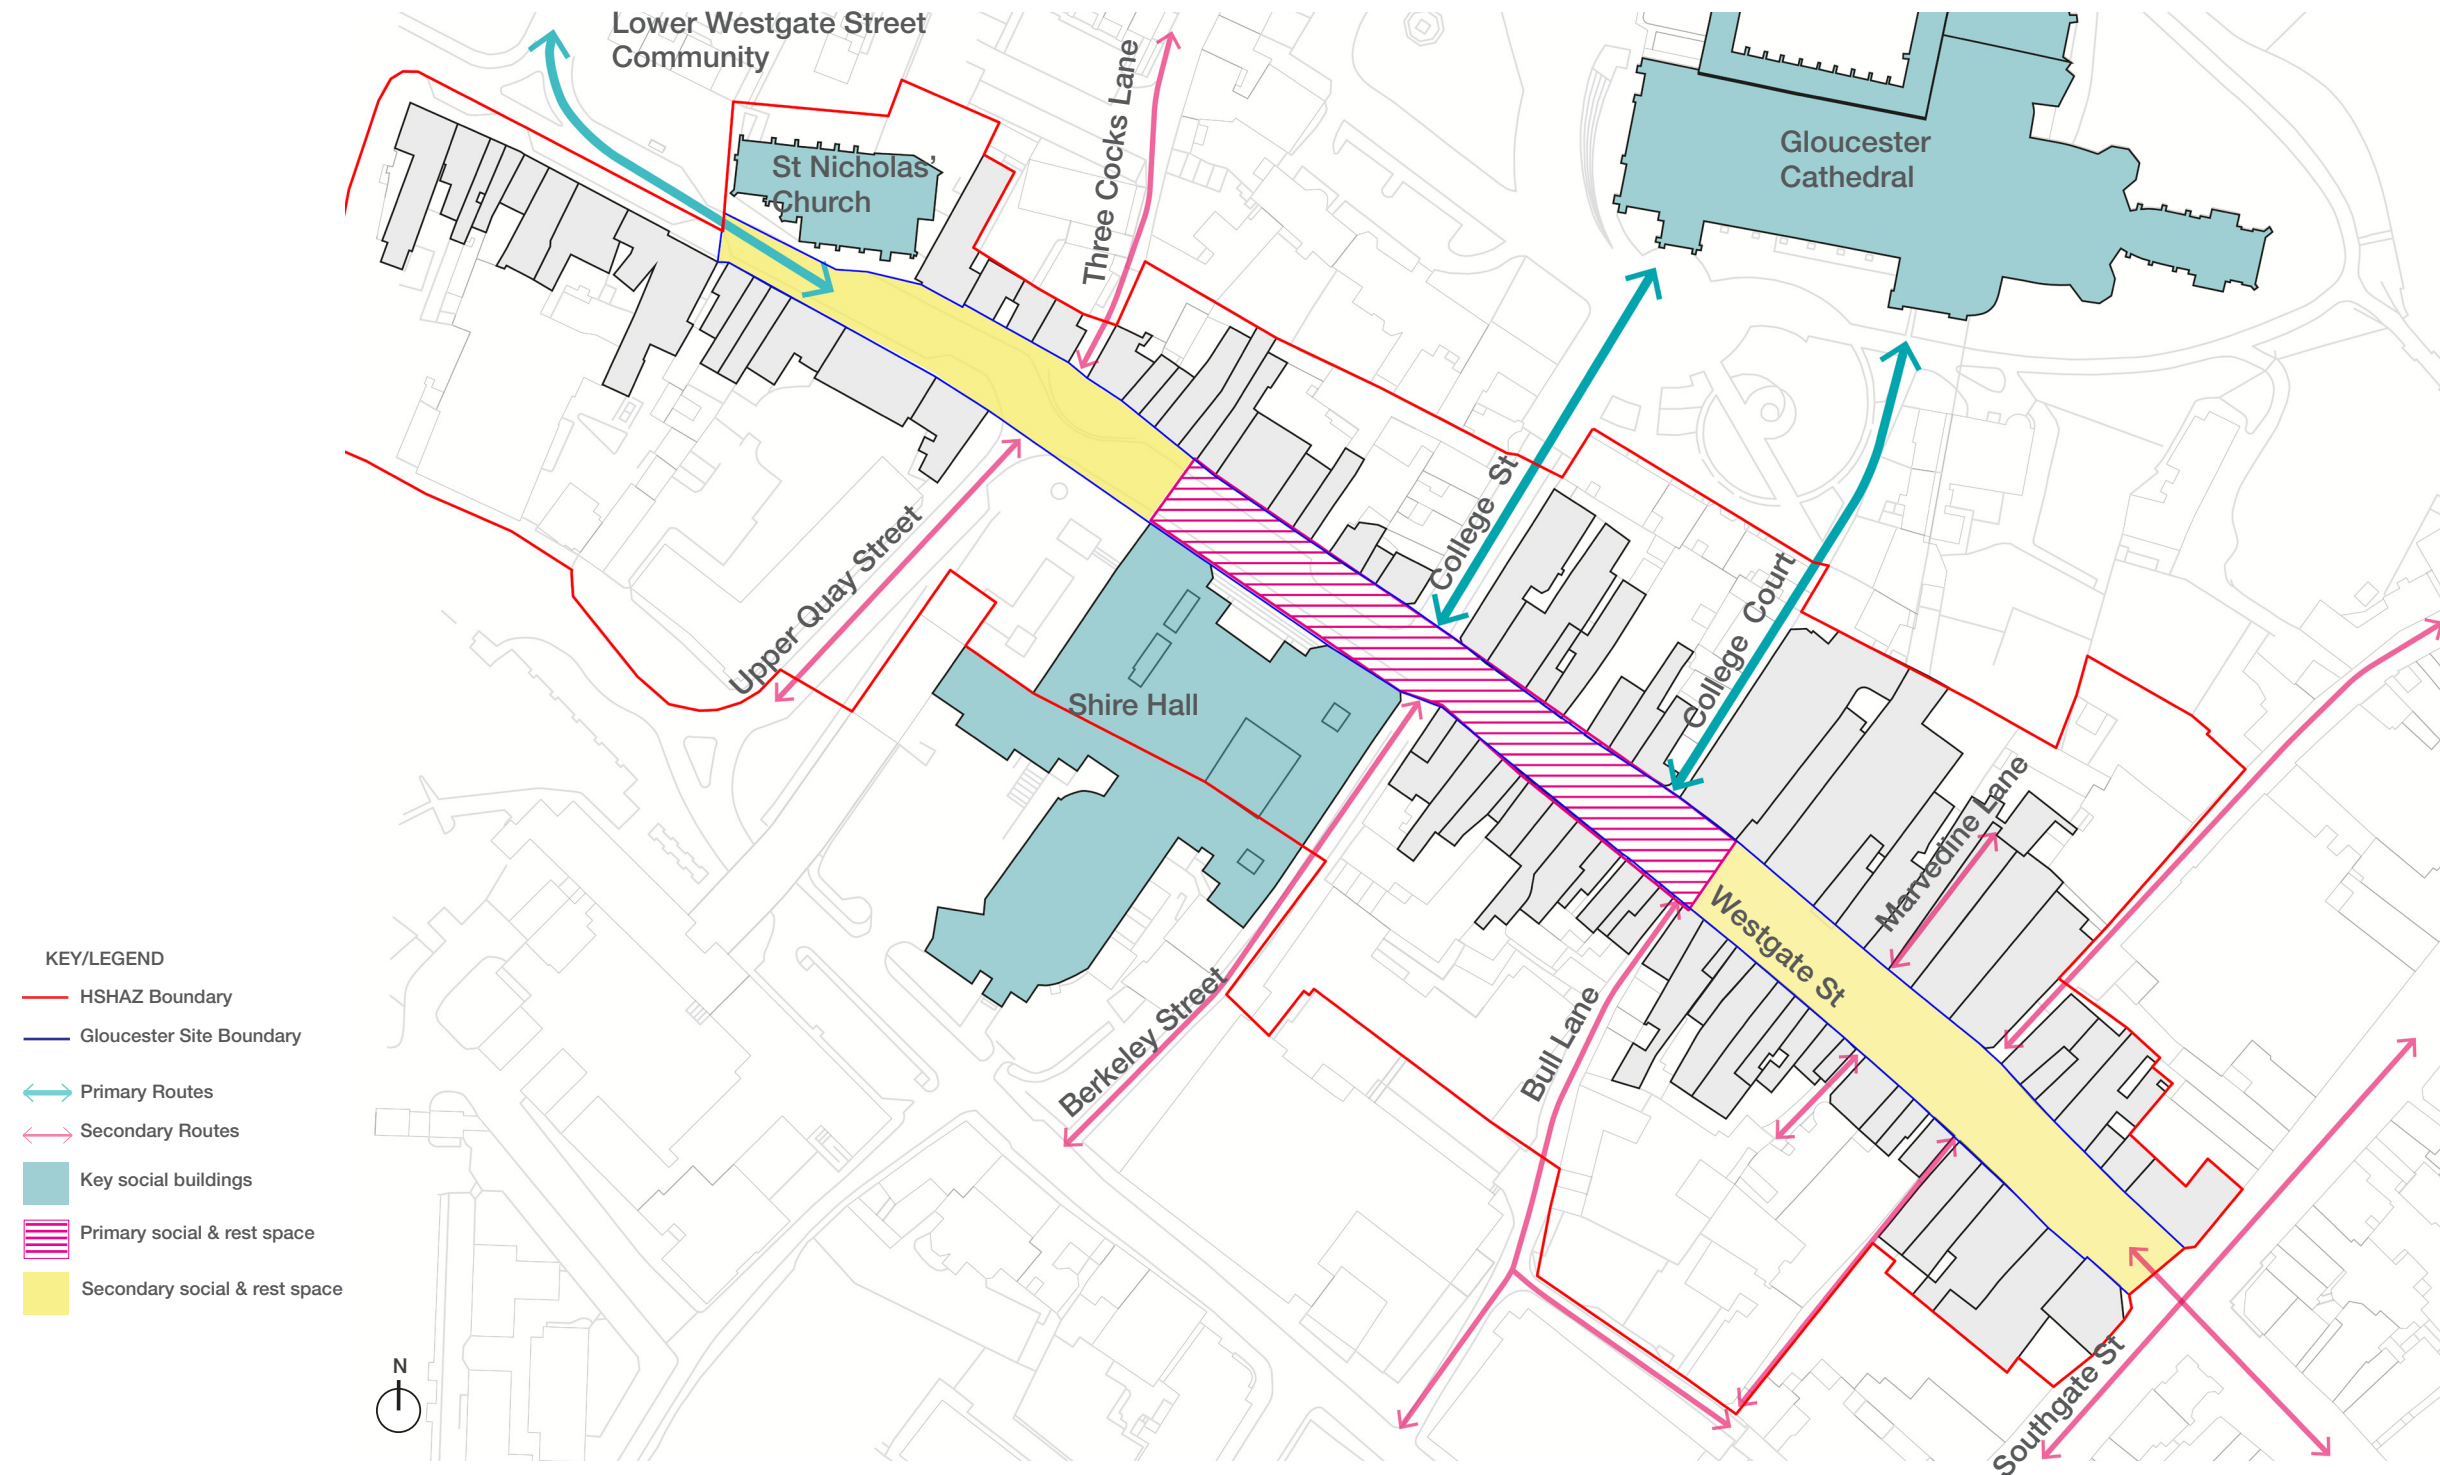 Lower Westgate Street
Community
Three Cocks Lane
St Nicholas’
Church
Gloucester
Cathedral
College St
College Court
Upper Quay Street
Shire Hall
Marvedine Lane
Westgate St
Berkeley Street
Bull Lane
Southgate St
KEY/LEGEND
HSHAZ Boundary
Gloucester Site Boundary
Primary Routes
Secondary Routes
Key social buildings
Primary social & rest space
Secondary social & rest space
N